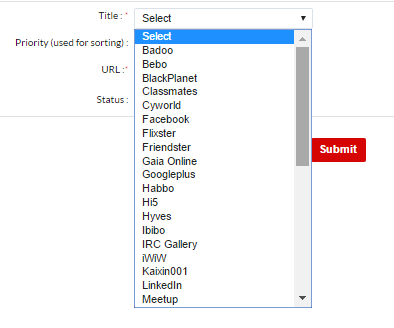 Title : * Select
Select
Priority (used for sorting) :
Badoo
Bebo
URL : *
BlackPlanet
Classmates
Status :
Cyworld
Facebook
Flixster
Friendster
Submit
Gaia Online
Googleplus
Habbo
Hi5
Hyves
Ibibo
IRC Gallery
iWiW
Kaixin001
LinkedIn
Meetup